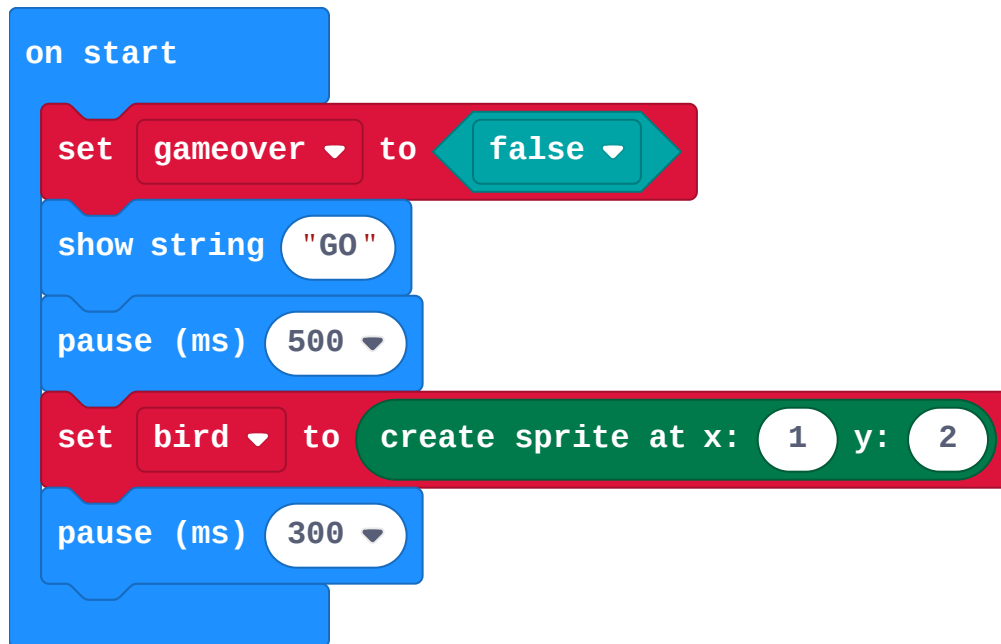 on start
set gameover to false
show string "GO"
pause (ms) 500
set bird to create sprite at x: 1 y: 2
pause (ms) 300